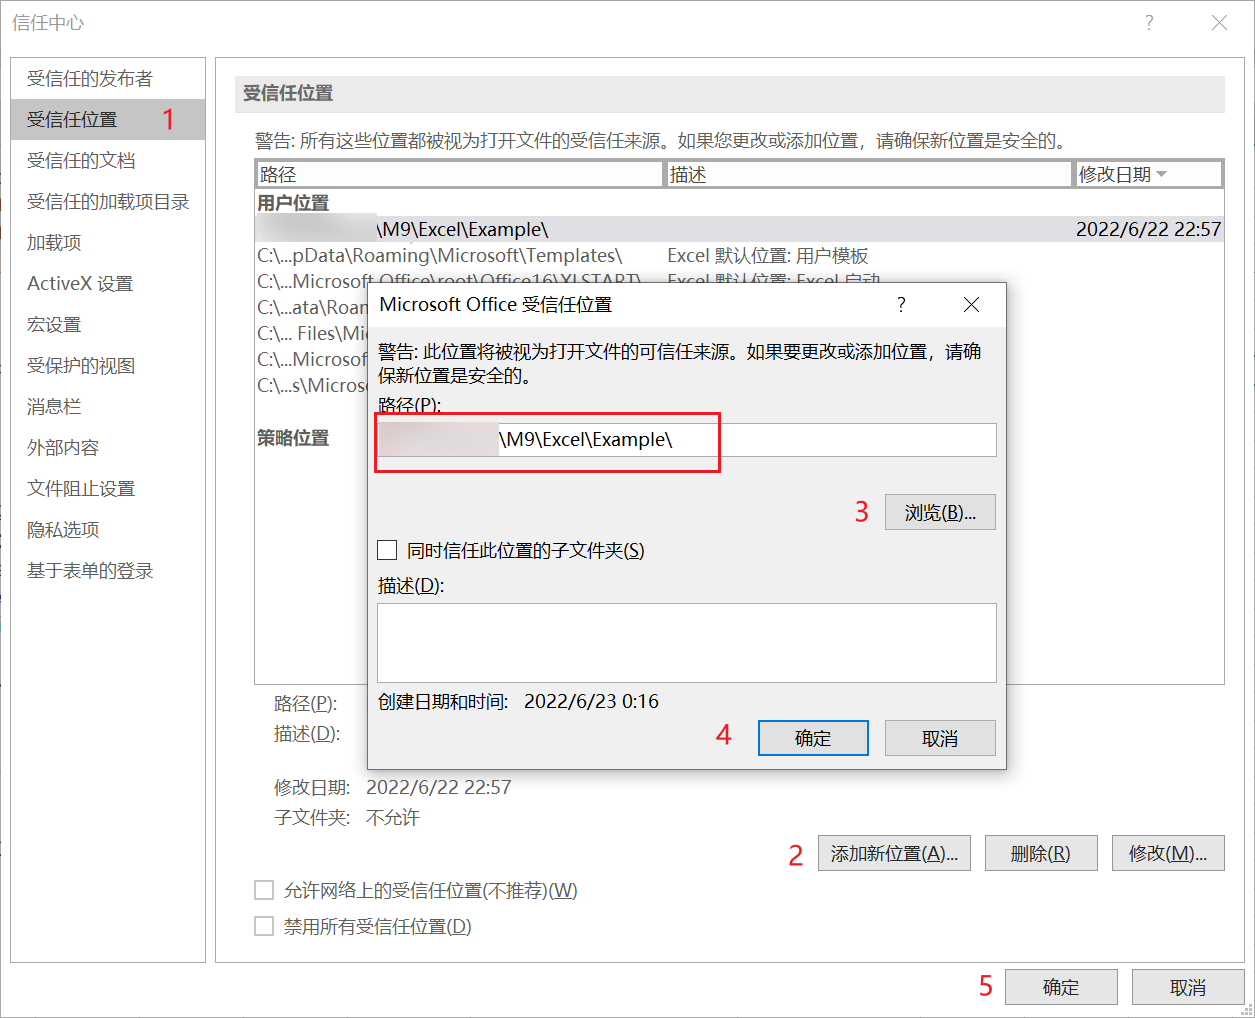 信任中心
受信任的发布者
受信任位置 1
受信任的文档
受信任的加载项目录
加载项
ActiveX 设置
宏设置
受保护的视图
消息栏
外部内容
文件阻止设置
隐私选项
基于表单的登录
受信任位置
警告: 所有这些位置都被视为打开文件的受信任来源。如果您更改或添加位置，请确保新位置是安全的。
路径 描述 修改日期
用户位置
\M9\Excel\Example\ 2022/6/22 22:57
C:\...pData\Roaming\Microsoft\Templates\ Excel 默认位置: 用户模板
C:\...Microsoft Office\root\Office16\XLSTART\ Excel 默认位置: Excel 启动
C:\...ata\Roam
C:\... Files\Mic
C:\...Microsoft
C:\...s\Microso
策略位置
Microsoft Office 受信任位置 ?
警告: 此位置将被视为打开文件的可信任来源。如果要更改或添加位置，请确
保新位置是安全的。
路径(P):
\M9\Excel\Example\
3 浏览(B)...
同时信任此位置的子文件夹(S)
描述(D):
创建日期和时间: 2022/6/23 0:16
4 确定 取消
路径(P):
描述(D):
修改日期: 2022/6/22 22:57
子文件夹: 不允许
2 添加新位置(A)... 删除(R) 修改(M)...
允许网络上的受信任位置(不推荐)(W)
禁用所有受信任位置(D)
5 确定 取消